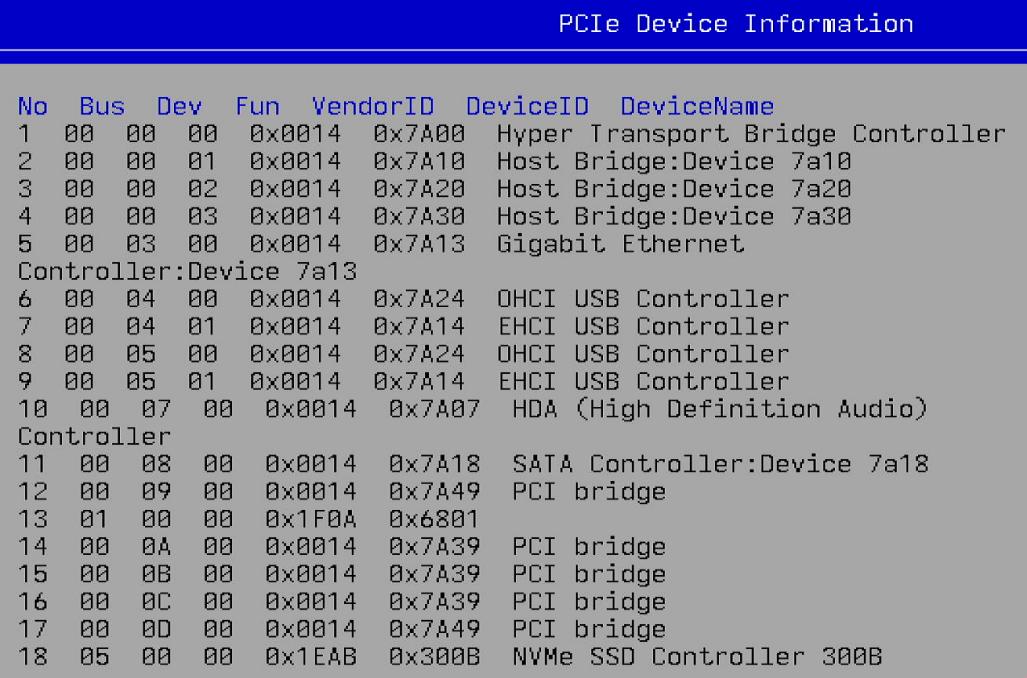 PCIe Device Information
No Bus Dev Fun VendorID DeviceID DeviceName
1 00 00 00 0x0014 0x7A00 Hyper Transport Bridge Controller
2 00 00 01 0x0014 0x7A10 Host Bridge:Device 7a10
3 00 00 02 0x0014 0x7A20 Host Bridge:Device 7a20
4 00 00 03 0x0014 0x7A30 Host Bridge:Device 7a30
5 00 03 00 0x0014 0x7A13 Gigabit Ethernet
Controller:Device 7a13
6 00 04 00 0x0014 0x7A24 OHCI USB Controller
7 00 04 01 0x0014 0x7A14 EHCI USB Controller
8 00 05 00 0x0014 0x7A24 OHCI USB Controller
9 00 05 01 0x0014 0x7A14 EHCI USB Controller
10 00 07 00 0x0014 0x7A07 HDA (High Definition Audio)
Controller
11 00 08 00 0x0014 0x7A18 SATA Controller:Device 7a18
12 00 09 00 0x0014 0x7A49 PCI bridge
13 01 00 00 0x1F0A 0x6801
14 00 0A 00 0x0014 0x7A39 PCI bridge
15 00 0B 00 0x0014 0x7A39 PCI bridge
16 00 0C 00 0x0014 0x7A39 PCI bridge
17 00 0D 00 0x0014 0x7A49 PCI bridge
18 05 00 00 0x1EAB 0x300B NVMe SSD Controller 300B